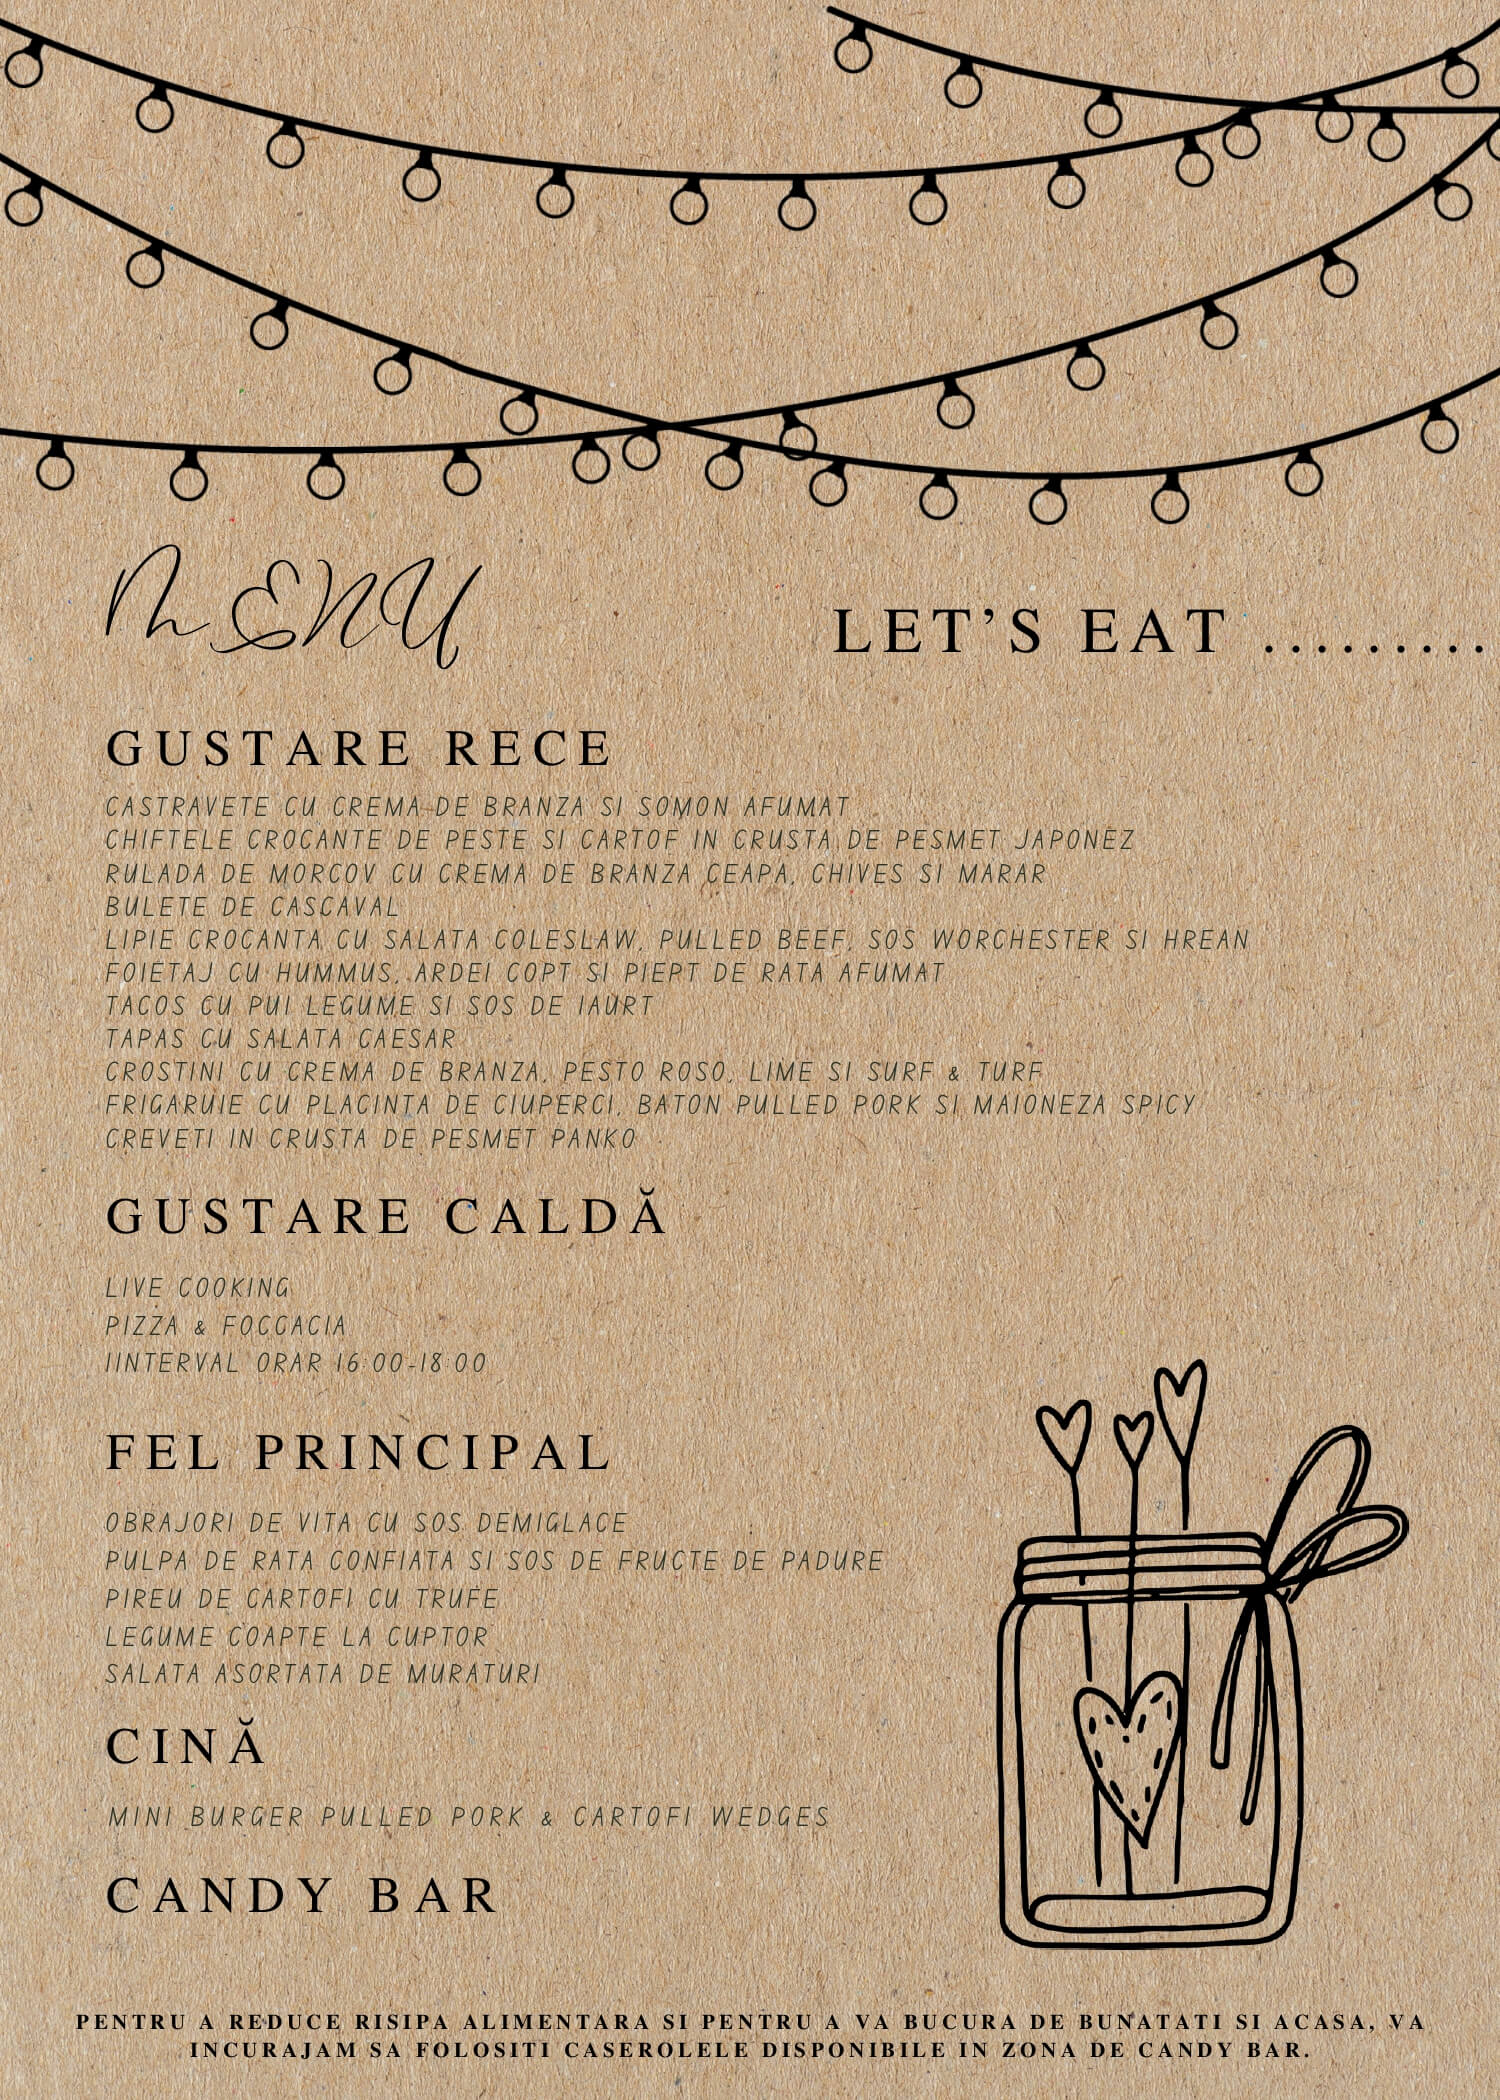 MENU
LET'S EAT .........
GUSTARE RECE
CASTRAVETE CU CREMA DE BRANZA SI SOMON AFUMAT
CHIFTELE CROCANTE DE PESTE SI CARTOF IN CRUSTA DE PESMET JAPONEZ
RULADA DE MORCOV CU CREMA DE BRANZA CEAPA, CHIVES SI MARAR
BULETE DE CASCAVAL
LIPIE CROCANTA CU SALATA COLESLAW, PULLED BEEF, SOS WORCHESTER SI HREAN
FOIETAJ CU HUMMUS, ARDEI COPT SI PIEPT DE RATA AFUMAT
TACOS CU PUI LEGUME SI SOS DE IAURT
TAPAS CU SALATA CAESAR
CROSTINI CU CREMA DE BRANZA, PESTO ROSO, LIME SI SURF & TURF
FRIGARUIE CU PLACINTA DE CIUPERCI, BATON PULLED PORK SI MAIONEZA SPICY
CREVETI IN CRUSTA DE PESMET PANKO
GUSTARE CALDĂ
LIVE COOKING
PIZZA & FOCCACIA
IINTERVAL ORAR 16:00-18:00
FEL PRINCIPAL
OBRAJORI DE VITA CU SOS DEMIGLACE
PULPA DE RATA CONFIATA SI SOS DE FRUCTE DE PADURE
PIREU DE CARTOFI CU TRUFE
LEGUME COAPTE LA CUPTOR
SALATA ASORTATA DE MURATURI
CINĂ
MINI BURGER PULLED PORK & CARTOFI WEDGES
CANDY BAR
PENTRU A REDUCE RISIPA ALIMENTARA SI PENTRU A VA BUCURA DE BUNATATI SI ACASA, VA
INCURAJAM SA FOLOSITI CASEROLELE DISPONIBILE IN ZONA DE CANDY BAR.